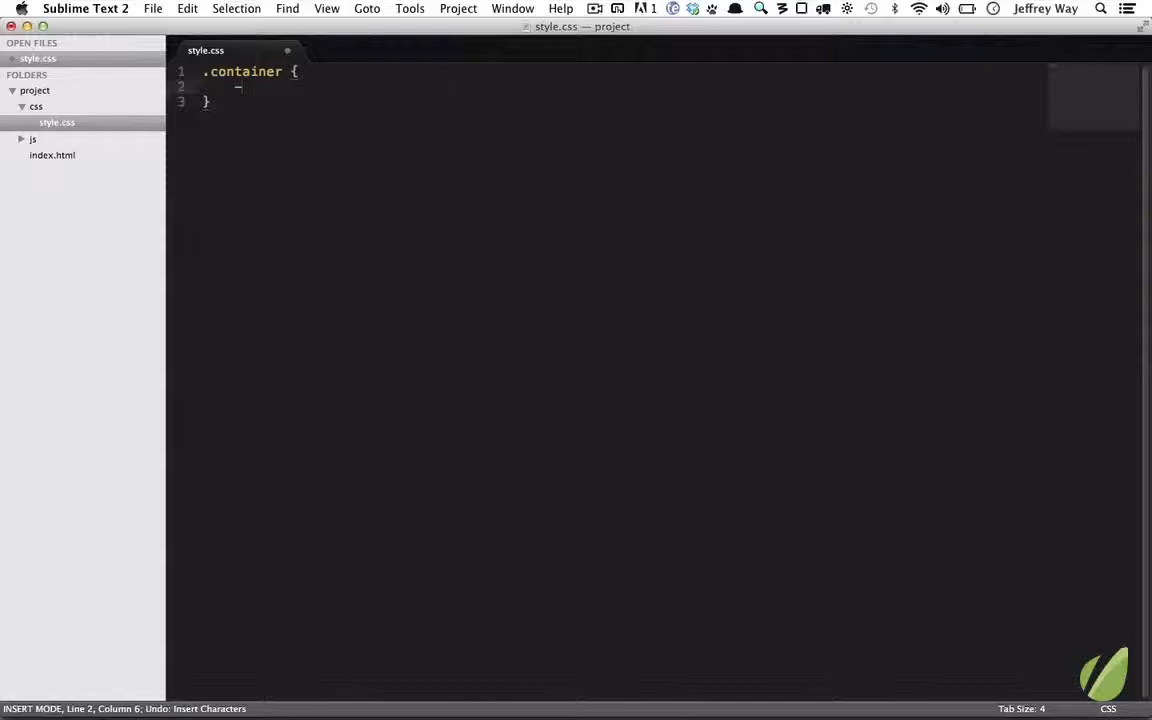 Sublime Text 2 File Edit Selection Find View Goto Tools Project Window Help 1 Jeffrey Way
style.css — project
OPEN FILES
style.css
FOLDERS
project
css
style.css
js
index.html
style.css
1 .container {
2 -
3 }
INSERT MODE, Line 2, Column 6; Undo: Insert Characters Tab Size: 4 CSS